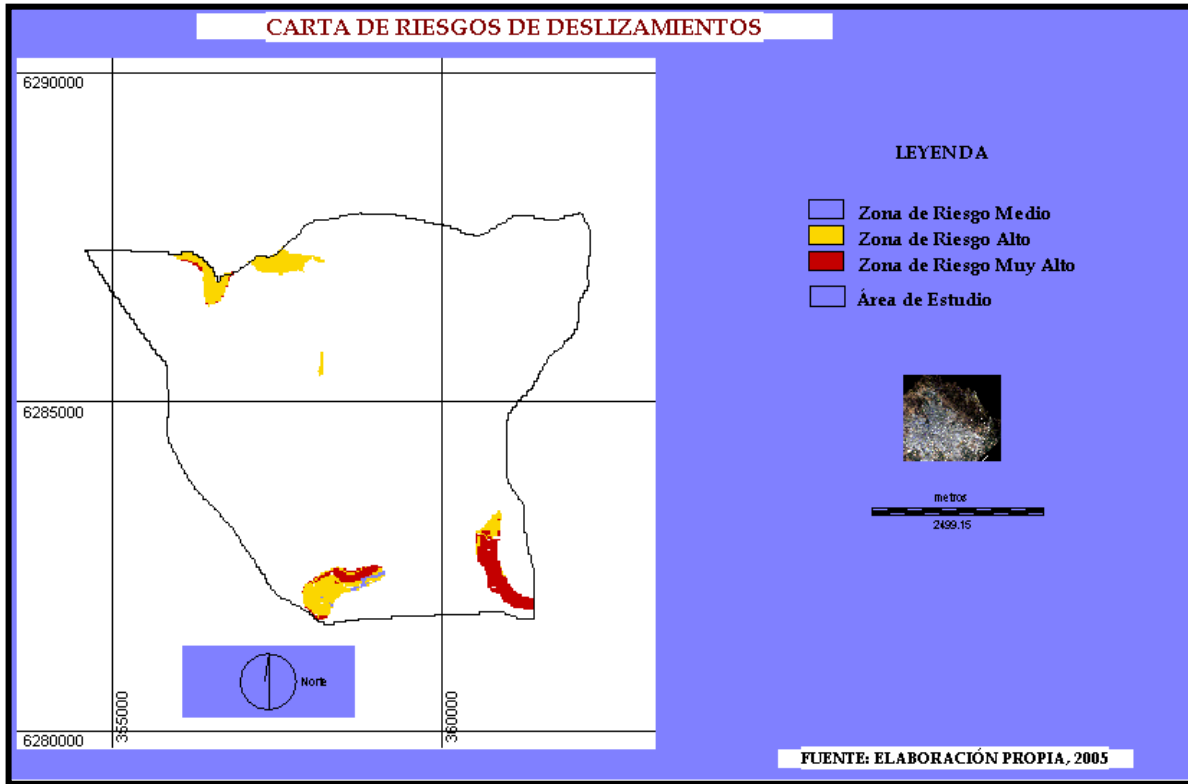 CARTA DE RIESGOS DE DESLIZAMIENTOS
6290000
LEYENDA
Zona de Riesgo Medio
Zona de Riesgo Alto
Zona de Riesgo Muy Alto
Área de Estudio
6285000
metros
2499.15
Norte
355000
360000
6280000
FUENTE: ELABORACIÓN PROPIA, 2005